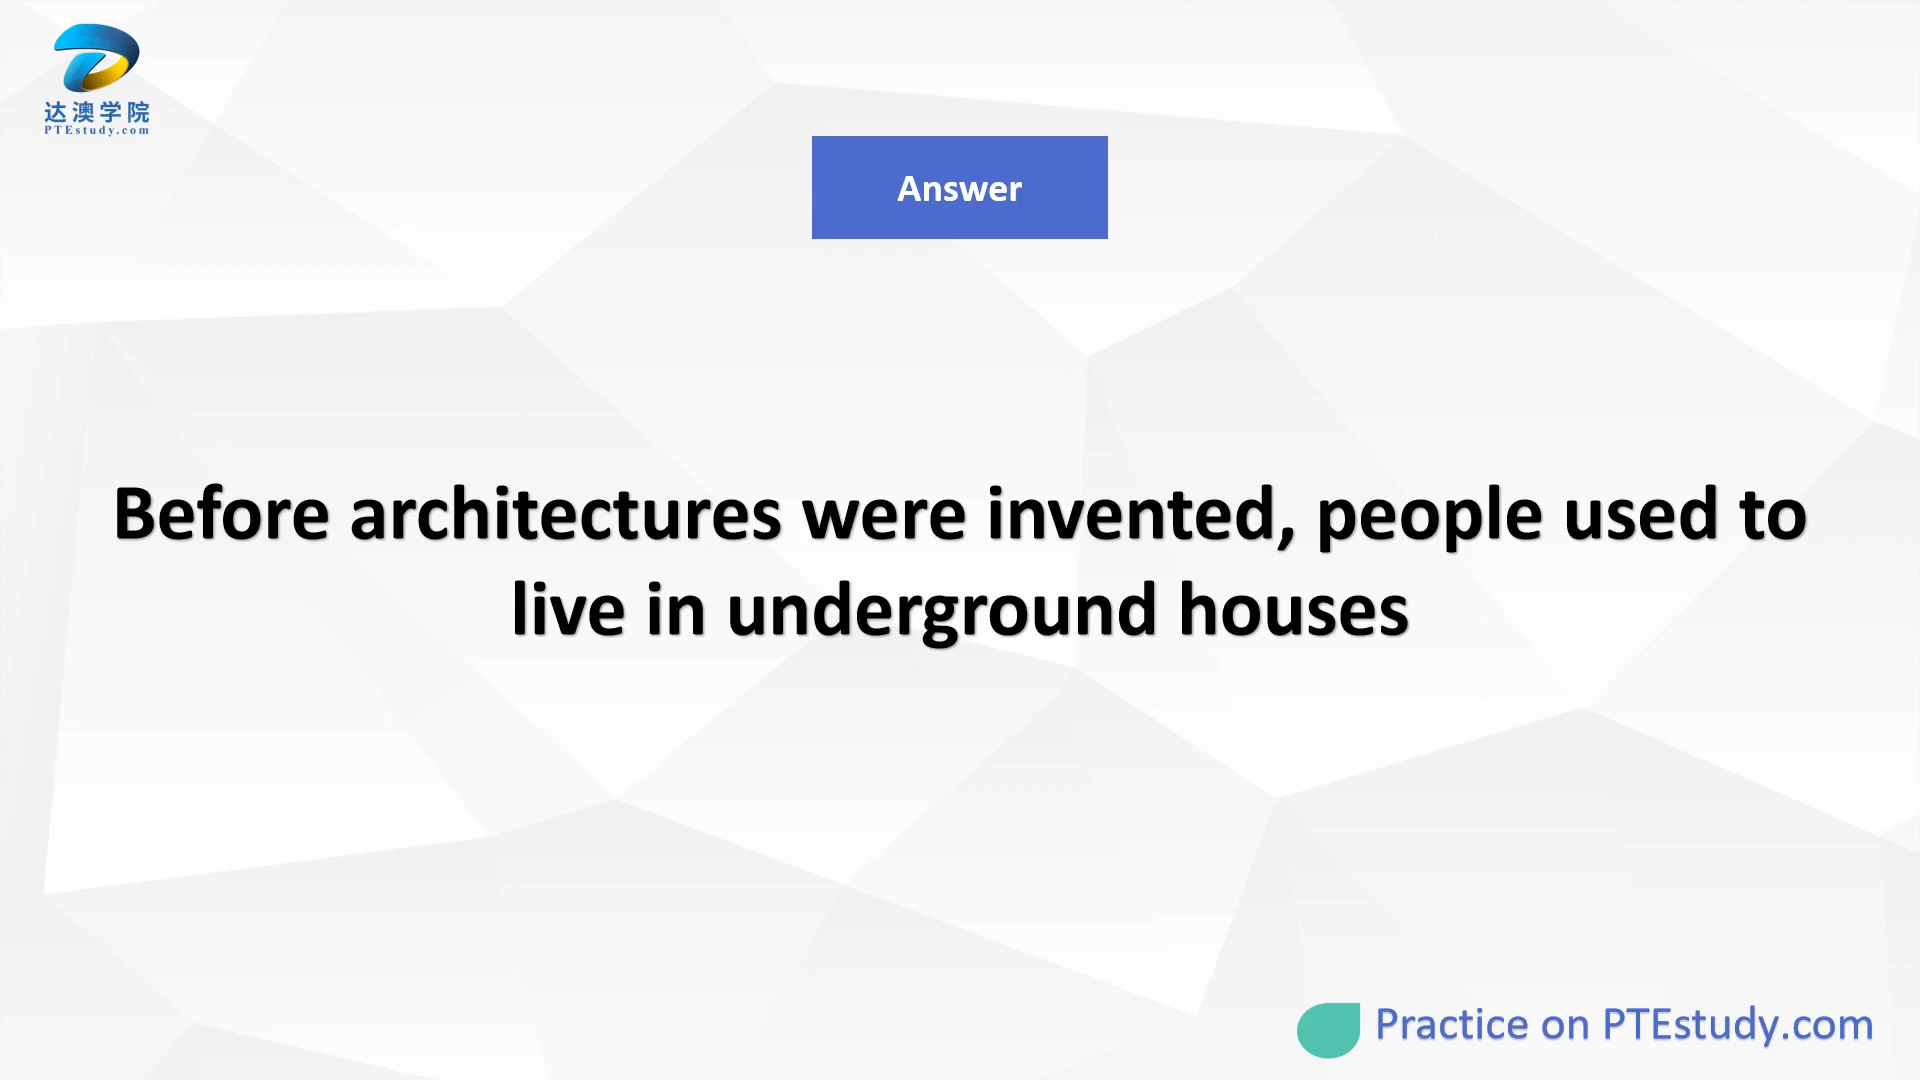 达澳学院
PTEstudy.com
Answer
Before architectures were invented, people used to
live in underground houses
Practice on PTEstudy.com